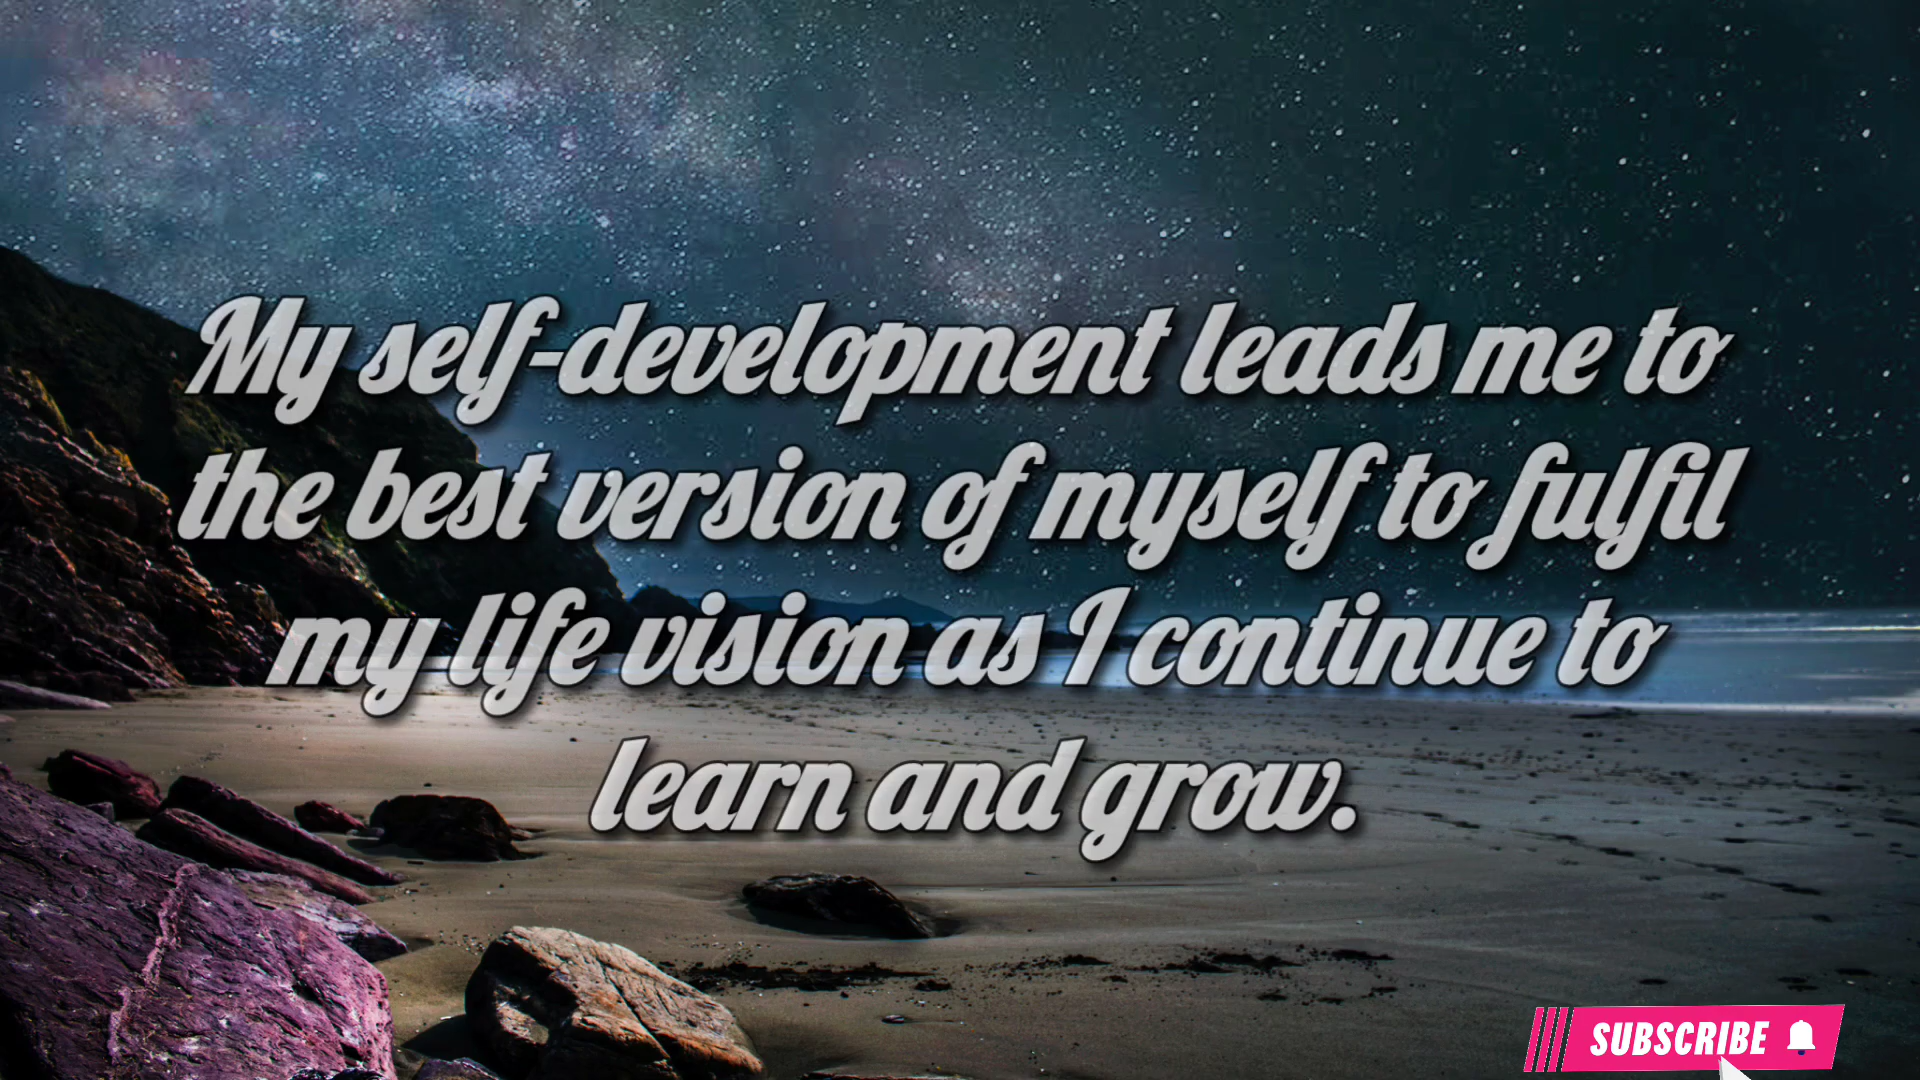 My self-development leads me to
the best version of myself to fulfil
my life vision as I continue to
learn and grow.
SUBSCRIBE